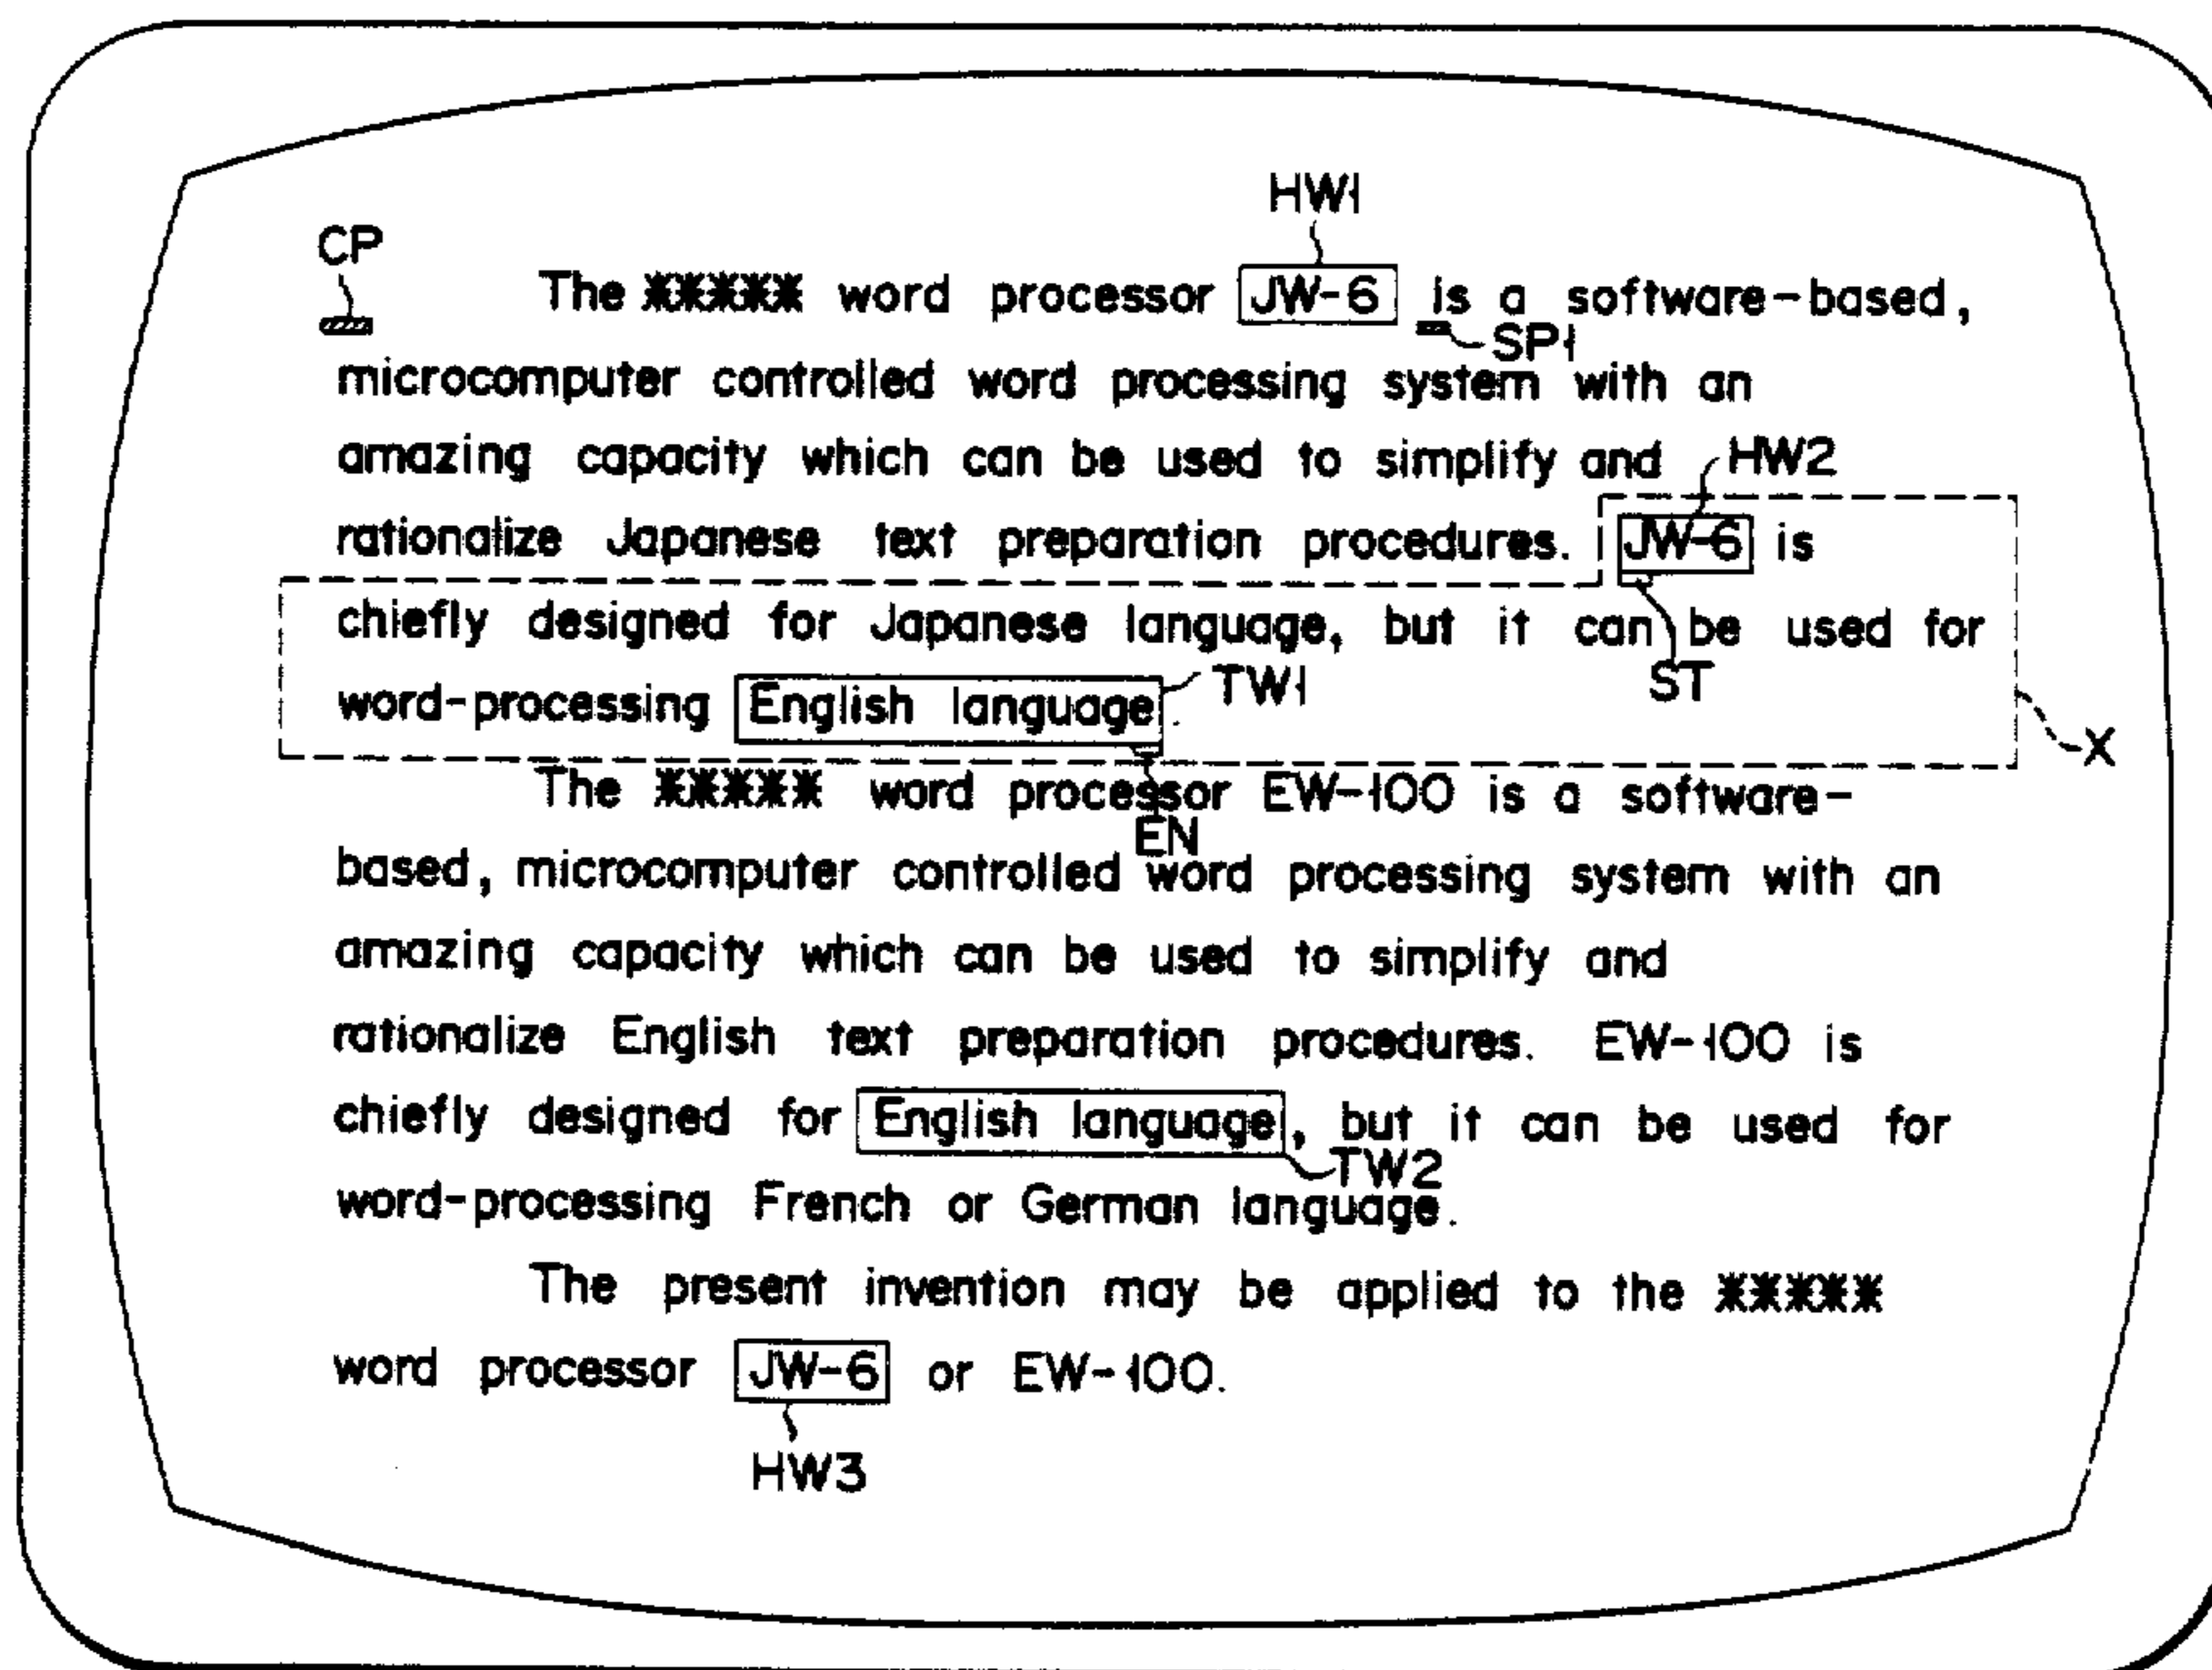 HW1
CP
The ***** word processor JW-6 is a software-based,
SP1
microcomputer controlled word processing system with an
amazing capacity which can be used to simplify and HW2
rationalize Japanese text preparation procedures. JW-6 is
chiefly designed for Japanese language, but it can be used for
ST
word-processing English language. TW1
X
The ***** word processor EW-100 is a software-
EN
based, microcomputer controlled word processing system with an
amazing capacity which can be used to simplify and
rationalize English text preparation procedures. EW-100 is
chiefly designed for English language, but it can be used for
TW2
word-processing French or German language.
The present invention may be applied to the *****
word processor JW-6 or EW-100.
HW3